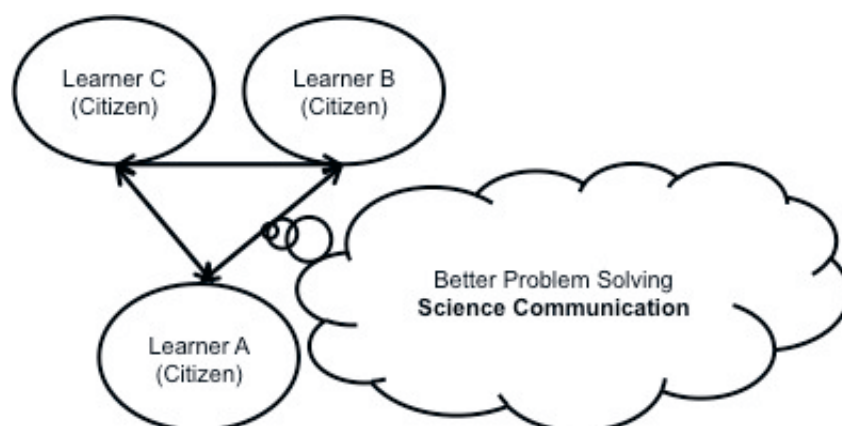 Learner C
(Citizen)
Learner B
(Citizen)
Better Problem Solving
Science Communication
Learner A
(Citizen)